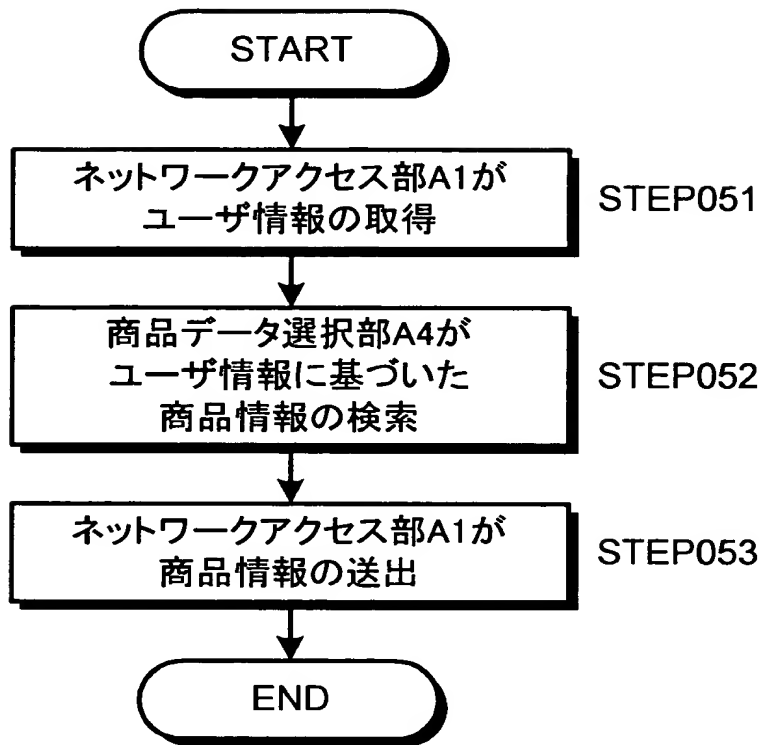 START
ネットワークアクセス部A1が
ユーザ情報の取得
STEP051
商品データ選択部A4が
ユーザ情報に基づいた
商品情報の検索
STEP052
ネットワークアクセス部A1が
商品情報の送出
STEP053
END